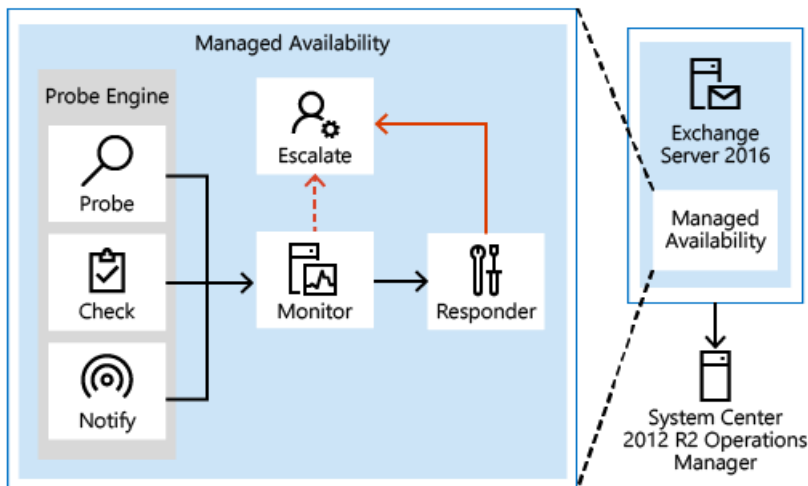 Managed Availability
Probe Engine
Probe
Check
Notify
Escalate
Monitor
Responder
Exchange
Server 2016
Managed
Availability
System Center
2012 R2 Operations
Manager